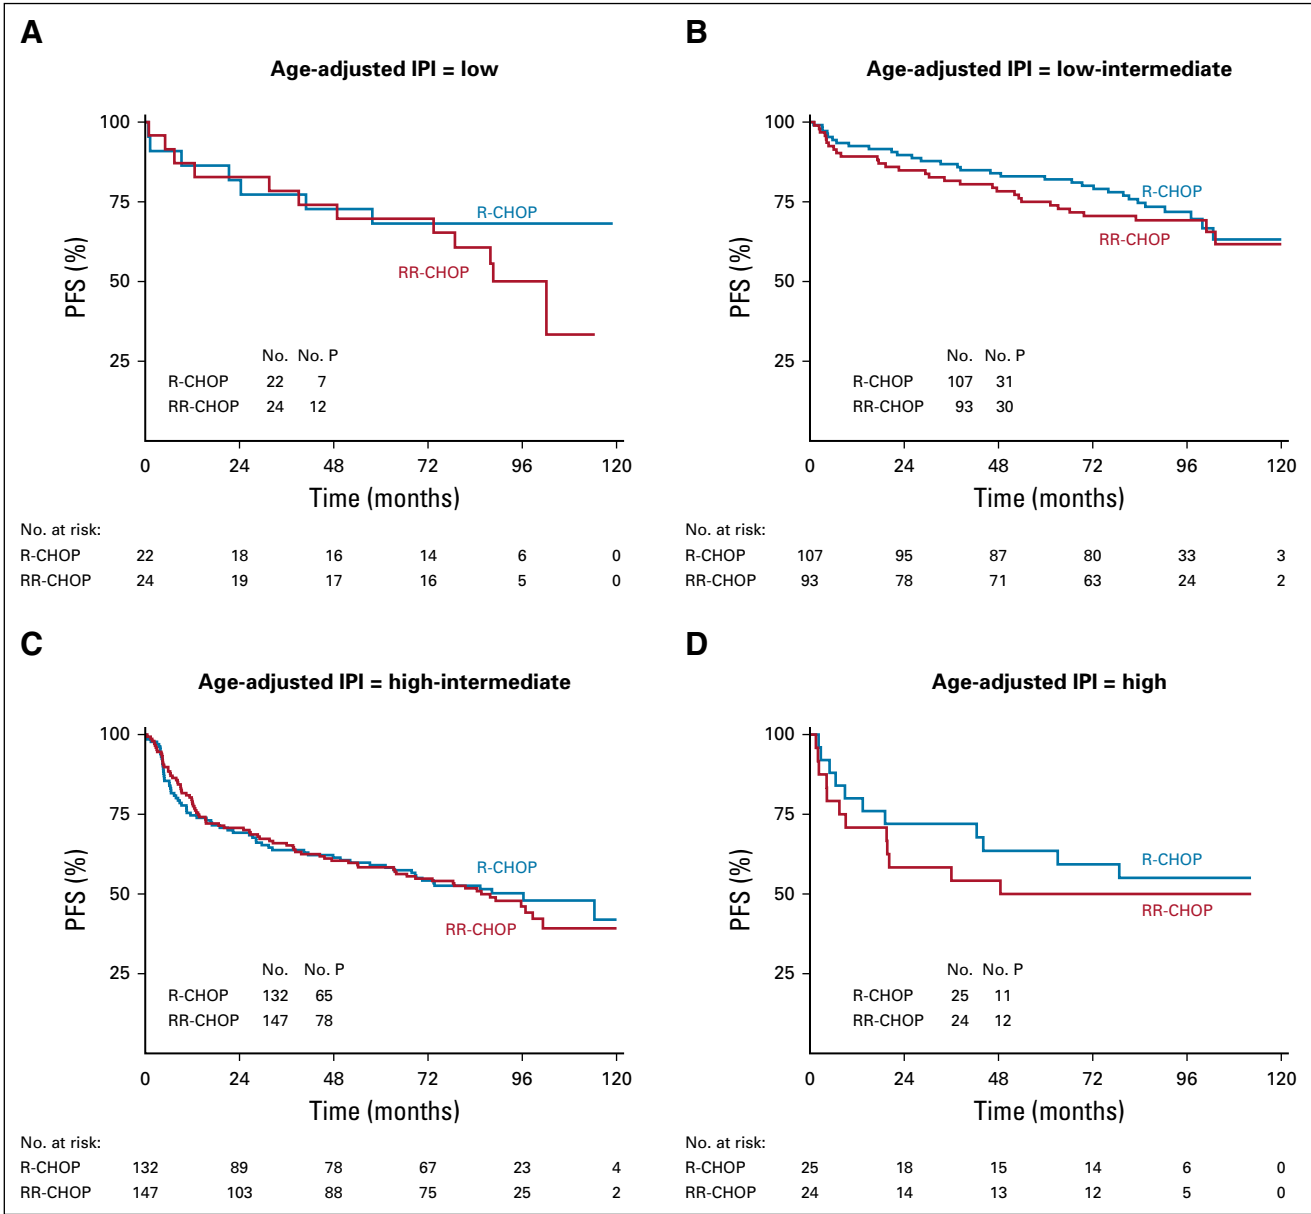 A
Age-adjusted IPI = low
PFS (%)
100
75
50
25
R-CHOP
RR-CHOP
No. No. P
R-CHOP 22 7
RR-CHOP 24 12
0 24 48 72 96 120
Time (months)
No. at risk:
R-CHOP 22 18 16 14 6 0
RR-CHOP 24 19 17 16 5 0
B
Age-adjusted IPI = low-intermediate
PFS (%)
100
75
50
25
R-CHOP
RR-CHOP
No. No. P
R-CHOP 107 31
RR-CHOP 93 30
0 24 48 72 96 120
Time (months)
No. at risk:
R-CHOP 107 95 87 80 33 3
RR-CHOP 93 78 71 63 24 2
C
Age-adjusted IPI = high-intermediate
PFS (%)
100
75
50
25
R-CHOP
RR-CHOP
No. No. P
R-CHOP 132 65
RR-CHOP 147 78
0 24 48 72 96 120
Time (months)
No. at risk:
R-CHOP 132 89 78 67 23 4
RR-CHOP 147 103 88 75 25 2
D
Age-adjusted IPI = high
PFS (%)
100
75
50
25
R-CHOP
RR-CHOP
No. No. P
R-CHOP 25 11
RR-CHOP 24 12
0 24 48 72 96 120
Time (months)
No. at risk:
R-CHOP 25 18 15 14 6 0
RR-CHOP 24 14 13 12 5 0